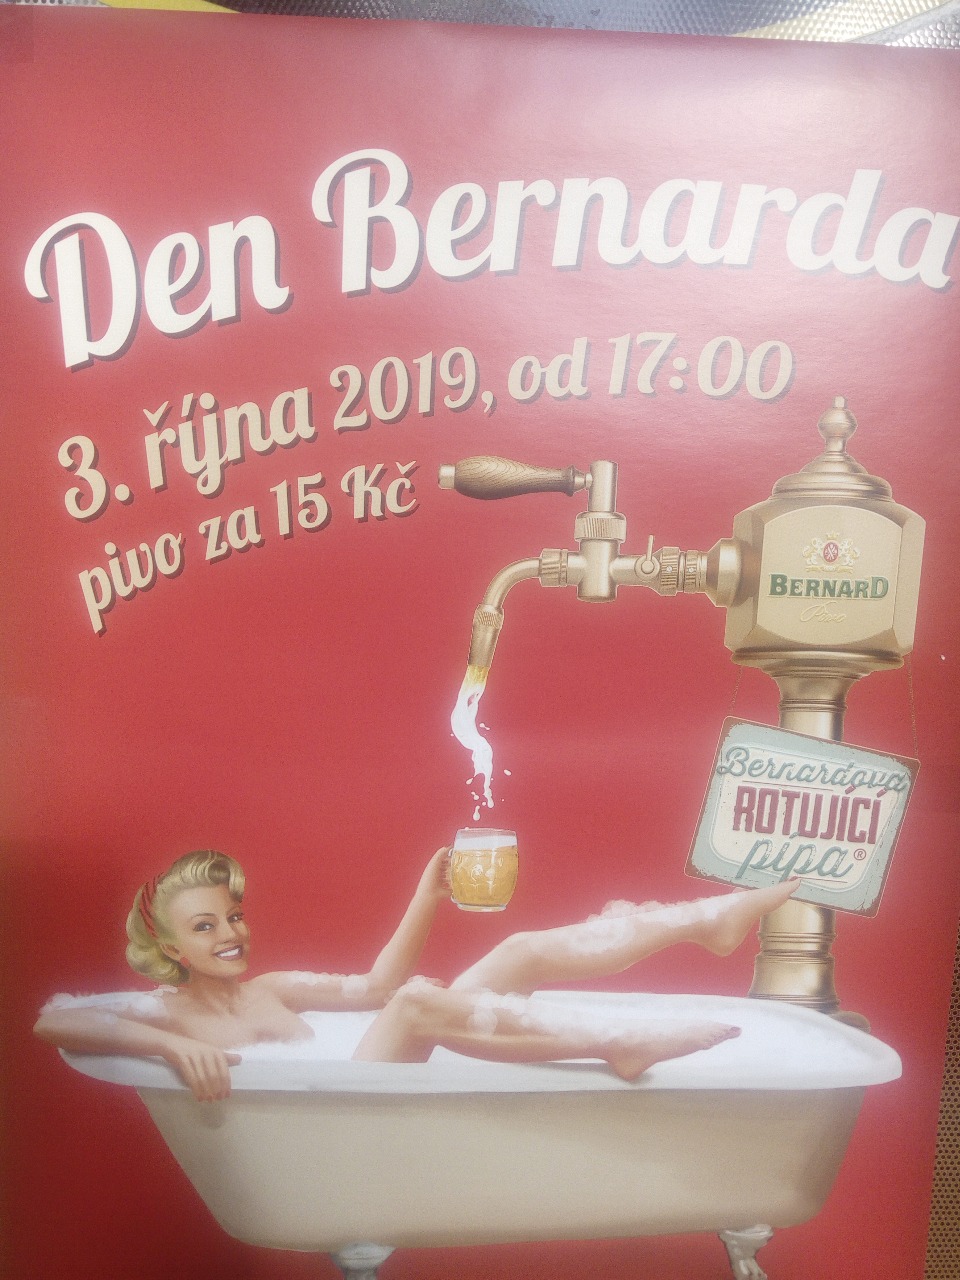 Den Bernarda
3. října 2019, od 17:00
pivo za 15 Kč
BERNARD
Pivo
Bernardova
ROTUJÍCÍ
pípa®